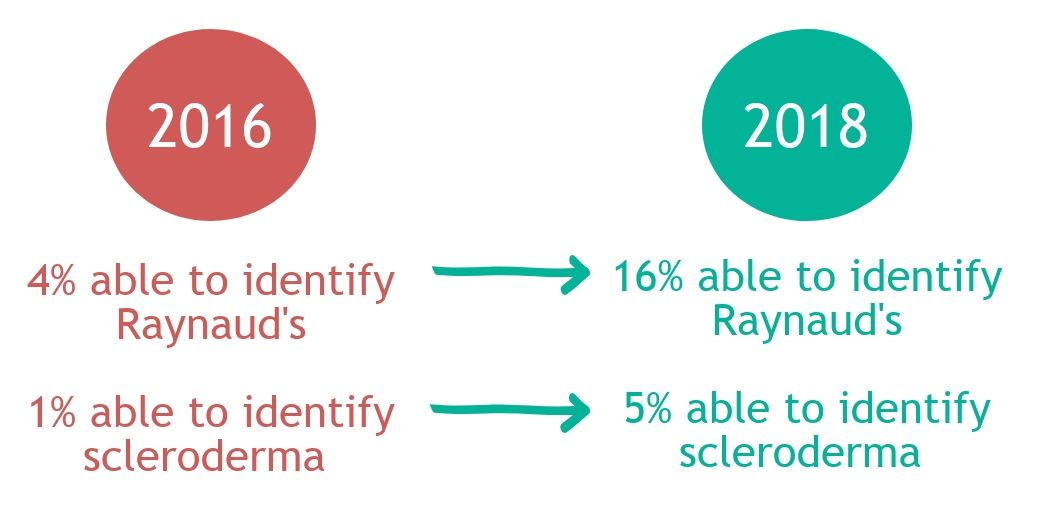 2016
4% able to identify
Raynaud's
1% able to identify
scleroderma
2018
16% able to identify
Raynaud's
5% able to identify
scleroderma